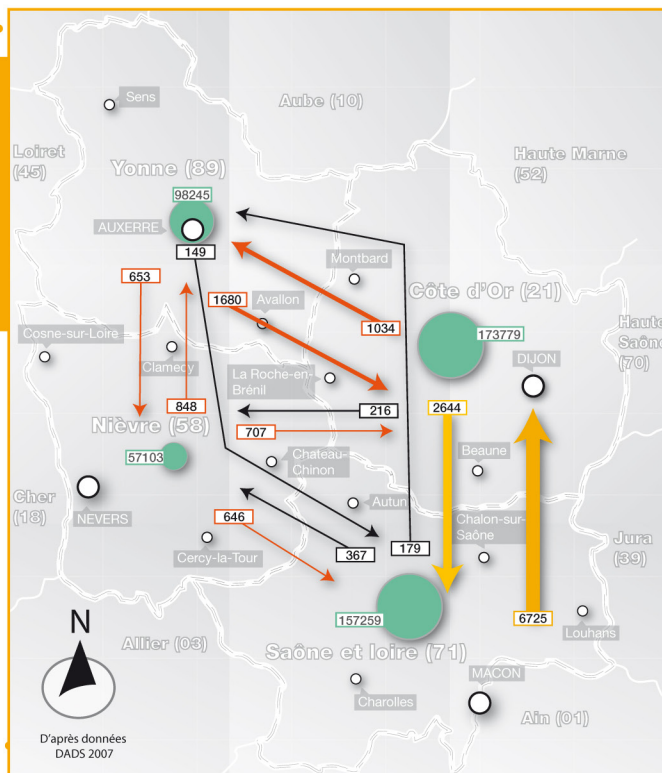 Sens
Aube (10)
Loiret
(45)
Yonne (89)
Haute Marne
(52)
98245
AUXERRE
149
Montbard
653
Côte d'Or (21)
1680
Avallon
1034
173779
Haute
Saône
(70)
Cosne-sur-Loire
Clamecy
DIJON
La Roche-en-
Brénil
848
216
2644
Nièvre (58)
707
57103
Beaune
Chateau-
Chinon
Cher
(18)
NEVERS
Autun
646
Chalon-sur-
Saône
Jura
(39)
Cercy-la-Tour
367
179
157259
6725
Louhans
N
Allier (03)
Saône et loire (71)
MACON
Charolles
Ain (01)
D'après données
DADS 2007